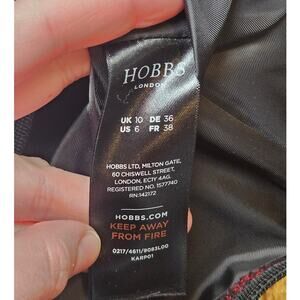 HOBBS
LONDON
UK 10 DE 36
US 6 FR 38
HOBBS LTD, MILTON GATE,
60 CHISWELL STREET,
LONDON, EC1Y 4AG.
REGISTERED NO. 1577740
RN:142172
HOBBS.COM
KEEP AWAY
FROM FIRE
0217/4611/9083L00
KARP01